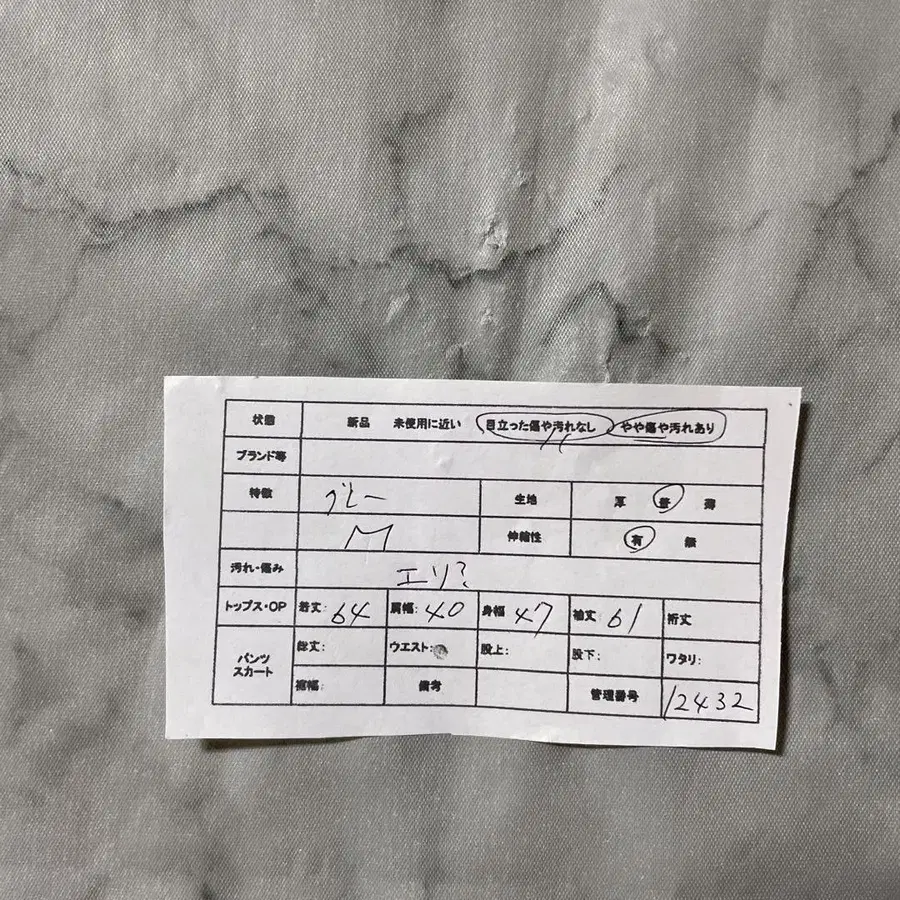 状態 新品 未使用に近い 目立った傷や汚れなし やや傷や汚れあり
ブランド等
特徴 グレー 生地 厚 普 薄
M 伸縮性 有 無
汚れ・傷み エリ?
トップス・OP 着丈: 64 肩幅: 40 身幅 47 袖丈: 61 裄丈
パンツ スカート 総丈: ウエスト: 股上: 股下: ワタリ:
裾幅: 備考 管理番号 12432